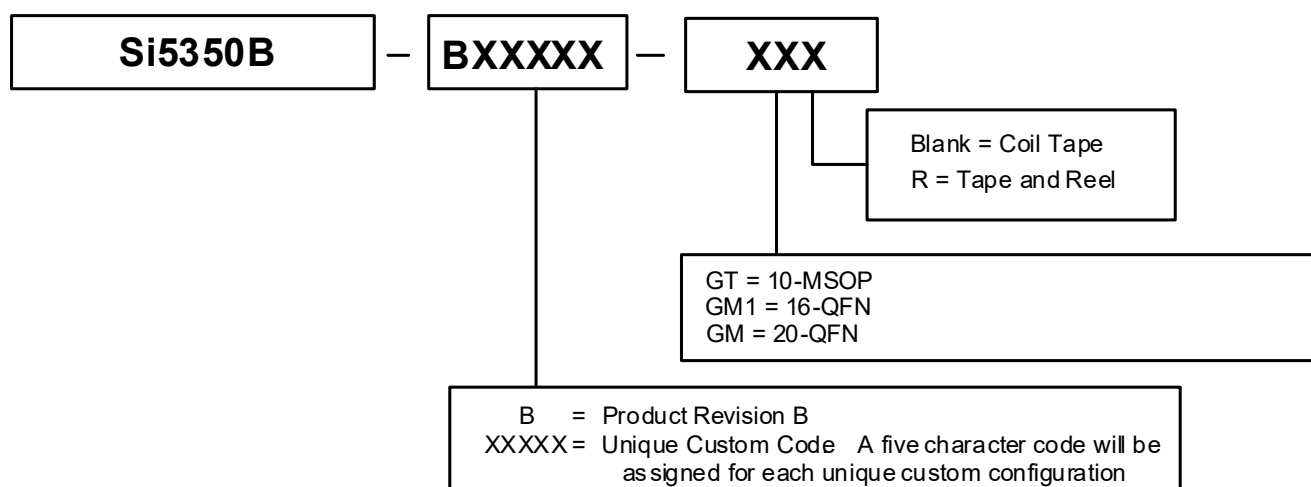 Si5350B – BXXXXX – XXX
Blank = Coil Tape
R = Tape and Reel
GT = 10-MSOP
GM1 = 16-QFN
GM = 20-QFN
B = Product Revision B
XXXXX = Unique Custom Code A five character code will be
assigned for each unique custom configuration